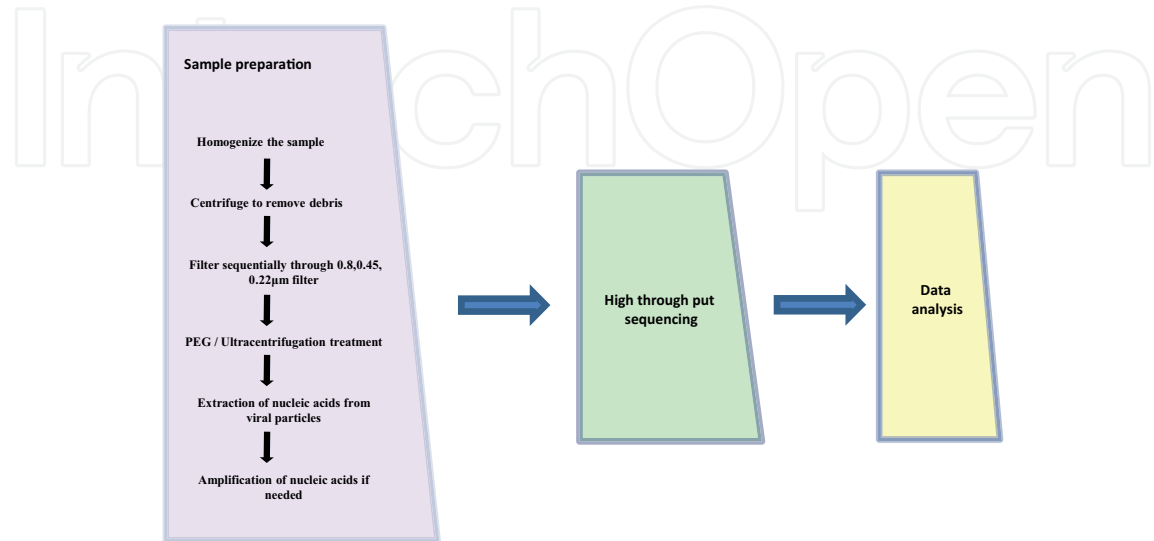 IntechOpen
Sample preparation
Homogenize the sample
Centrifuge to remove debris
Filter sequentially through 0.8,0.45,
0.22µm filter
PEG / Ultracentrifugation treatment
Extraction of nucleic acids from
viral particles
Amplification of nucleic acids if
needed
High through put
sequencing
Data
analysis